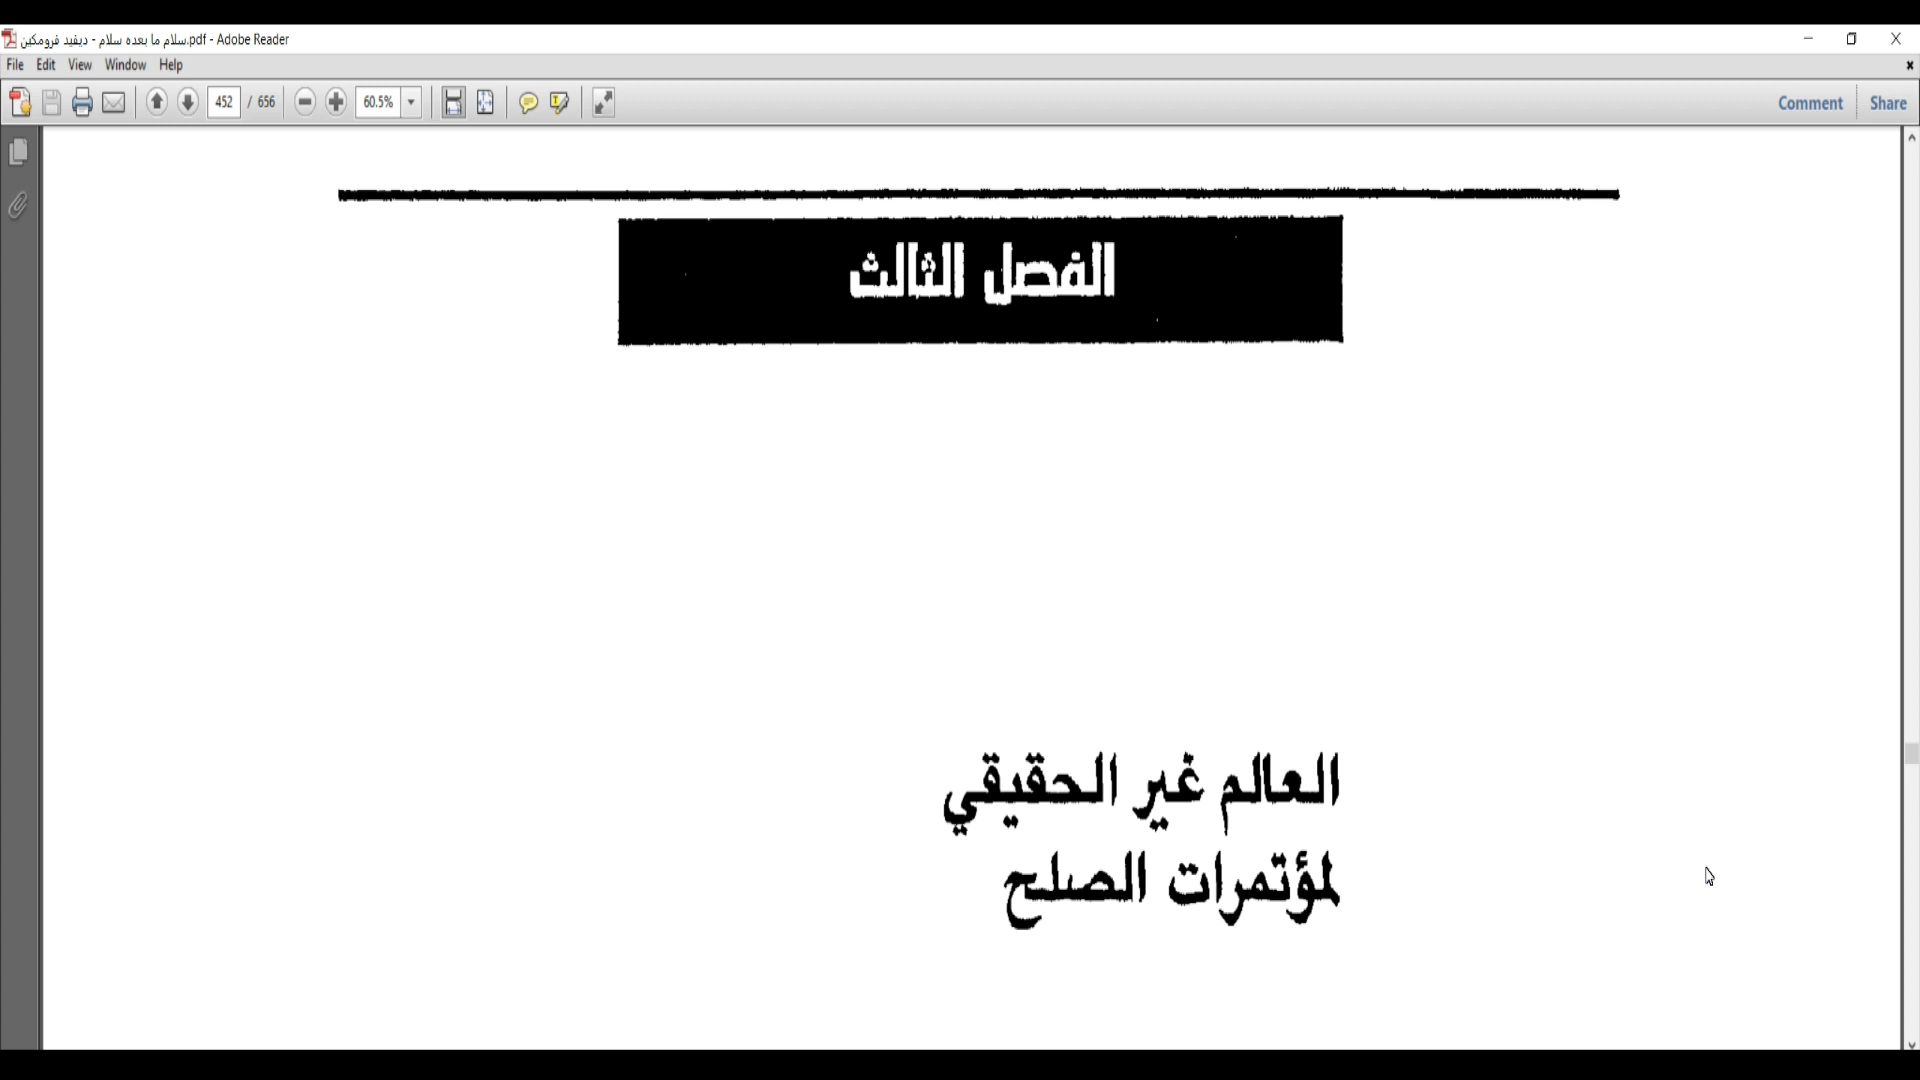 سلام ما بعده سلام - ديفيد فرومكين.pdf - Adobe Reader
File Edit View Window Help
452 / 656 60.5% Comment Share
الفصل الثالث
العالم غير الحقيقي
لمؤتمرات الصلح